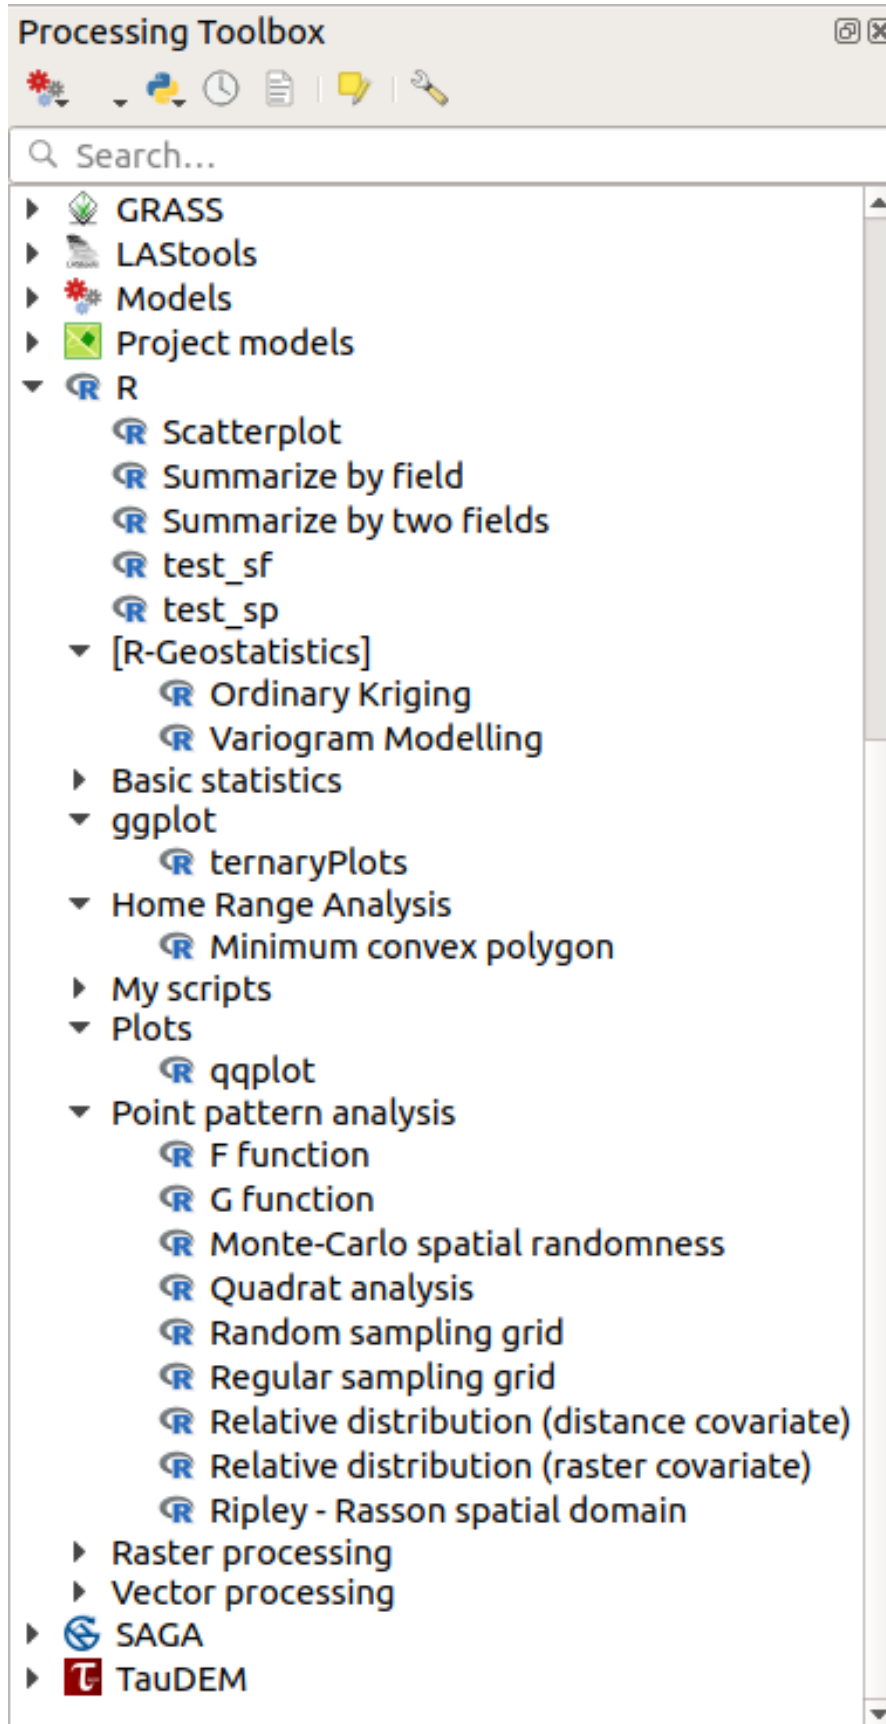 Processing Toolbox
Search...
GRASS
LAStools
Models
Project models
R
Scatterplot
Summarize by field
Summarize by two fields
test_sf
test_sp
[R-Geostatistics]
Ordinary Kriging
Variogram Modelling
Basic statistics
ggplot
ternaryPlots
Home Range Analysis
Minimum convex polygon
My scripts
Plots
qqplot
Point pattern analysis
F function
G function
Monte-Carlo spatial randomness
Quadrat analysis
Random sampling grid
Regular sampling grid
Relative distribution (distance covariate)
Relative distribution (raster covariate)
Ripley - Rasson spatial domain
Raster processing
Vector processing
SAGA
TauDEM